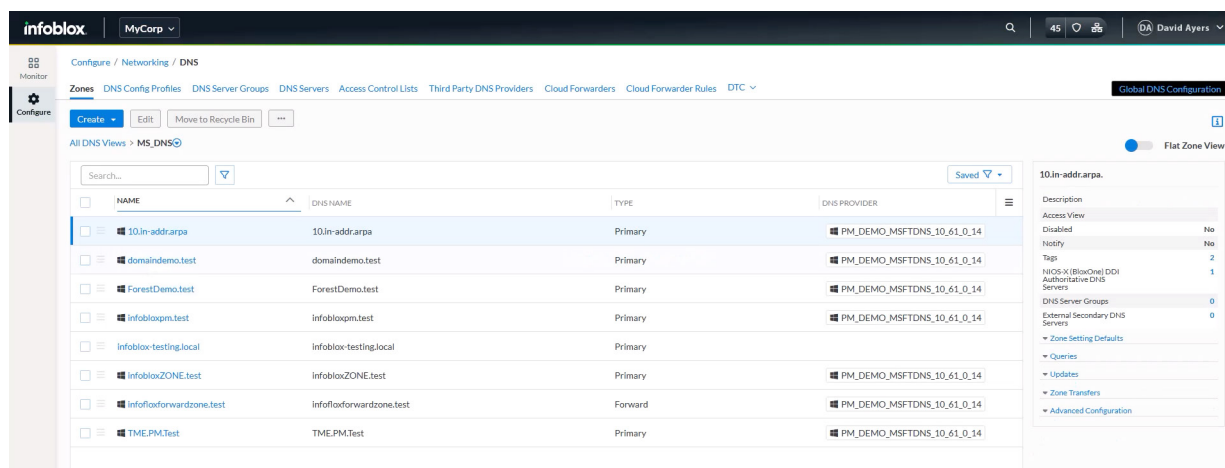 infoblox. MyCorp 45 DA David Ayers
Monitor
Configure
Configure / Networking / DNS
Zones DNS Config Profiles DNS Server Groups DNS Servers Access Control Lists Third Party DNS Providers Cloud Forwarders Cloud Forwarder Rules DTC
Global DNS Configuration
Create Edit Move to Recycle Bin ...
All DNS Views > MS_DNS
Flat Zone View
Search...
Saved
NAME DNS NAME TYPE DNS PROVIDER
10.in-addr.arpa 10.in-addr.arpa Primary PM_DEMO_MSFTDNS_10_61_0_14
domaindemo.test domaindemo.test Primary PM_DEMO_MSFTDNS_10_61_0_14
ForestDemo.test ForestDemo.test Primary PM_DEMO_MSFTDNS_10_61_0_14
infobloxpm.test infobloxpm.test Primary PM_DEMO_MSFTDNS_10_61_0_14
infoblox-testing.local infoblox-testing.local Primary
infobloxZONE.test infobloxZONE.test Primary PM_DEMO_MSFTDNS_10_61_0_14
infofloxforwardzone.test infofloxforwardzone.test Forward PM_DEMO_MSFTDNS_10_61_0_14
TME.PM.Test TME.PM.Test Primary PM_DEMO_MSFTDNS_10_61_0_14
10.in-addr.arpa.
Description
Access View
Disabled No
Notify No
Tags 2
NIOS-X (BloxOne) DDI 1
Authoritative DNS
Servers
DNS Server Groups 0
External Secondary DNS 0
Servers
Zone Setting Defaults
Queries
Updates
Zone Transfers
Advanced Configuration